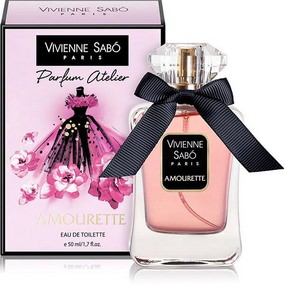 VIVIENNE SABÓ
PARIS
Parfum Atelier
AMOURETTE
EAU DE TOILETTE
e 50 ml/1,7 fl.oz.
VIVIENNE
SABÓ
PARIS
AMOURETTE